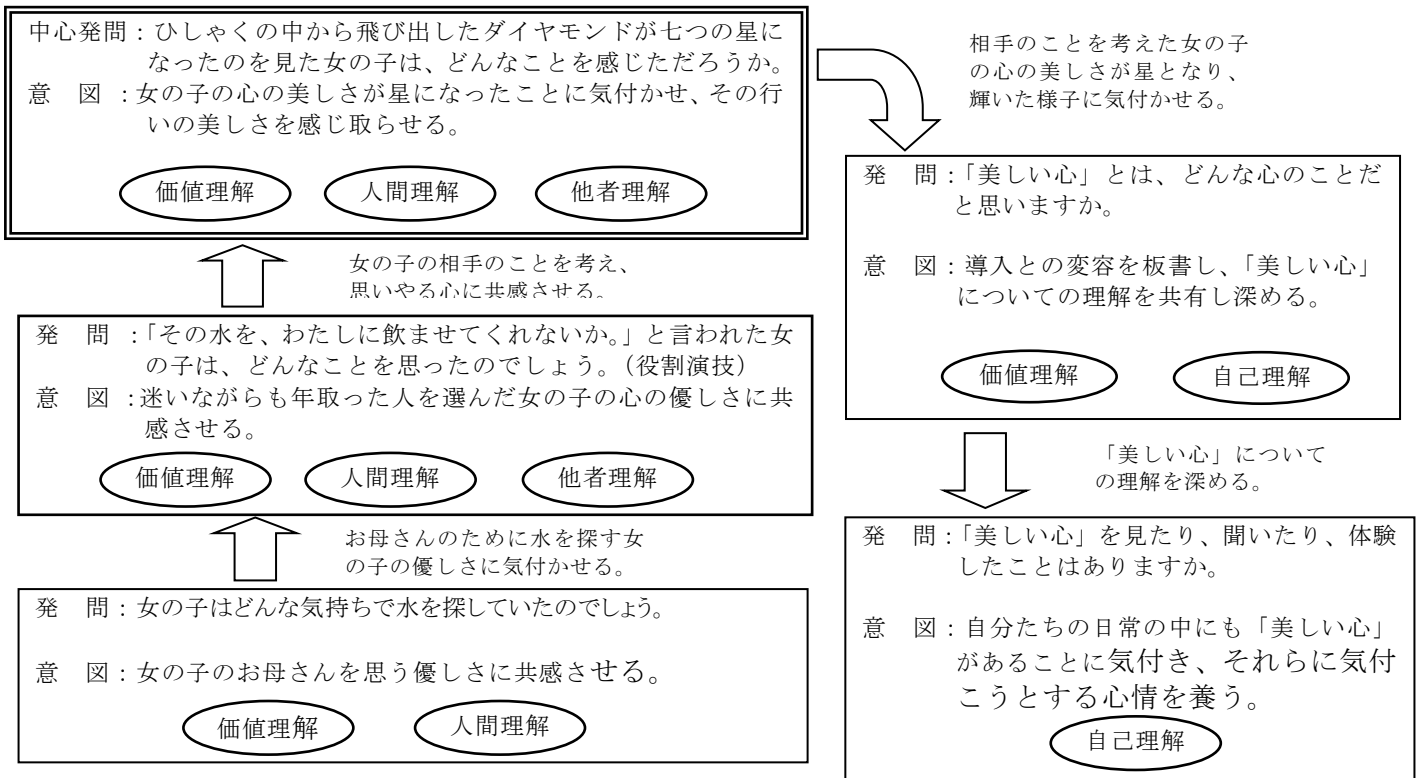 中心発問：ひしゃくの中から飛び出したダイヤモンドが七つの星に
なったのを見た女の子は、どんなことを感じただろうか。
意　図：女の子の心の美しさが星になったことに気付かせ、その行
いの美しさを感じ取らせる。
価値理解　人間理解　他者理解
女の子の相手のことを考え、
思いやる心に共感させる。
発　問：「その水を、わたしに飲ませてくれないか。」と言われた女
の子は、どんなことを思ったのでしょう。（役割演技）
意　図：迷いながらも年取った人を選んだ女の子の心の優しさに共
感させる。
価値理解　人間理解　他者理解
お母さんのために水を探す女
の子の優しさに気付かせる。
発　問：女の子はどんな気持ちで水を探していたのでしょう。
意　図：女の子のお母さんを思う優しさに共感させる。
価値理解　人間理解
相手のことを考えた女の子
の心の美しさが星となり、
輝いた様子に気付かせる。
発　問：「美しい心」とは、どんな心のことだ
と思いますか。
意　図：導入との変容を板書し、「美しい心」
についての理解を共有し深める。
価値理解　自己理解
「美しい心」について
の理解を深める。
発　問：「美しい心」を見たり、聞いたり、体験
したことはありますか。
意　図：自分たちの日常の中にも「美しい心」
があることに気付き、それらに気付
こうとする心情を養う。
自己理解